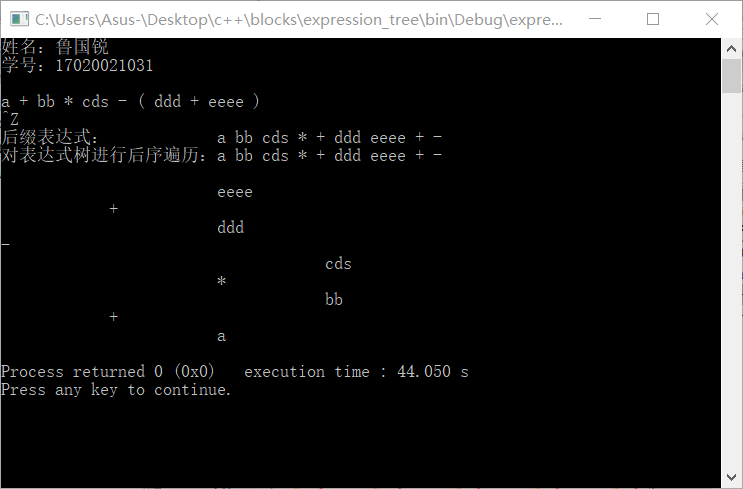 C:\Users\Asus-\Desktop\c++\blocks\expression_tree\bin\Debug\expre...
姓名：鲁国锐
学号：17020021031
a + bb * cds - ( ddd + eeee )
^Z
后缀表达式： a bb cds * + ddd eeee + -
对表达式树进行后序遍历：a bb cds * + ddd eeee + -
eeee
+
ddd
-
cds
*
bb
+
a
Process returned 0 (0x0)   execution time : 44.050 s
Press any key to continue.